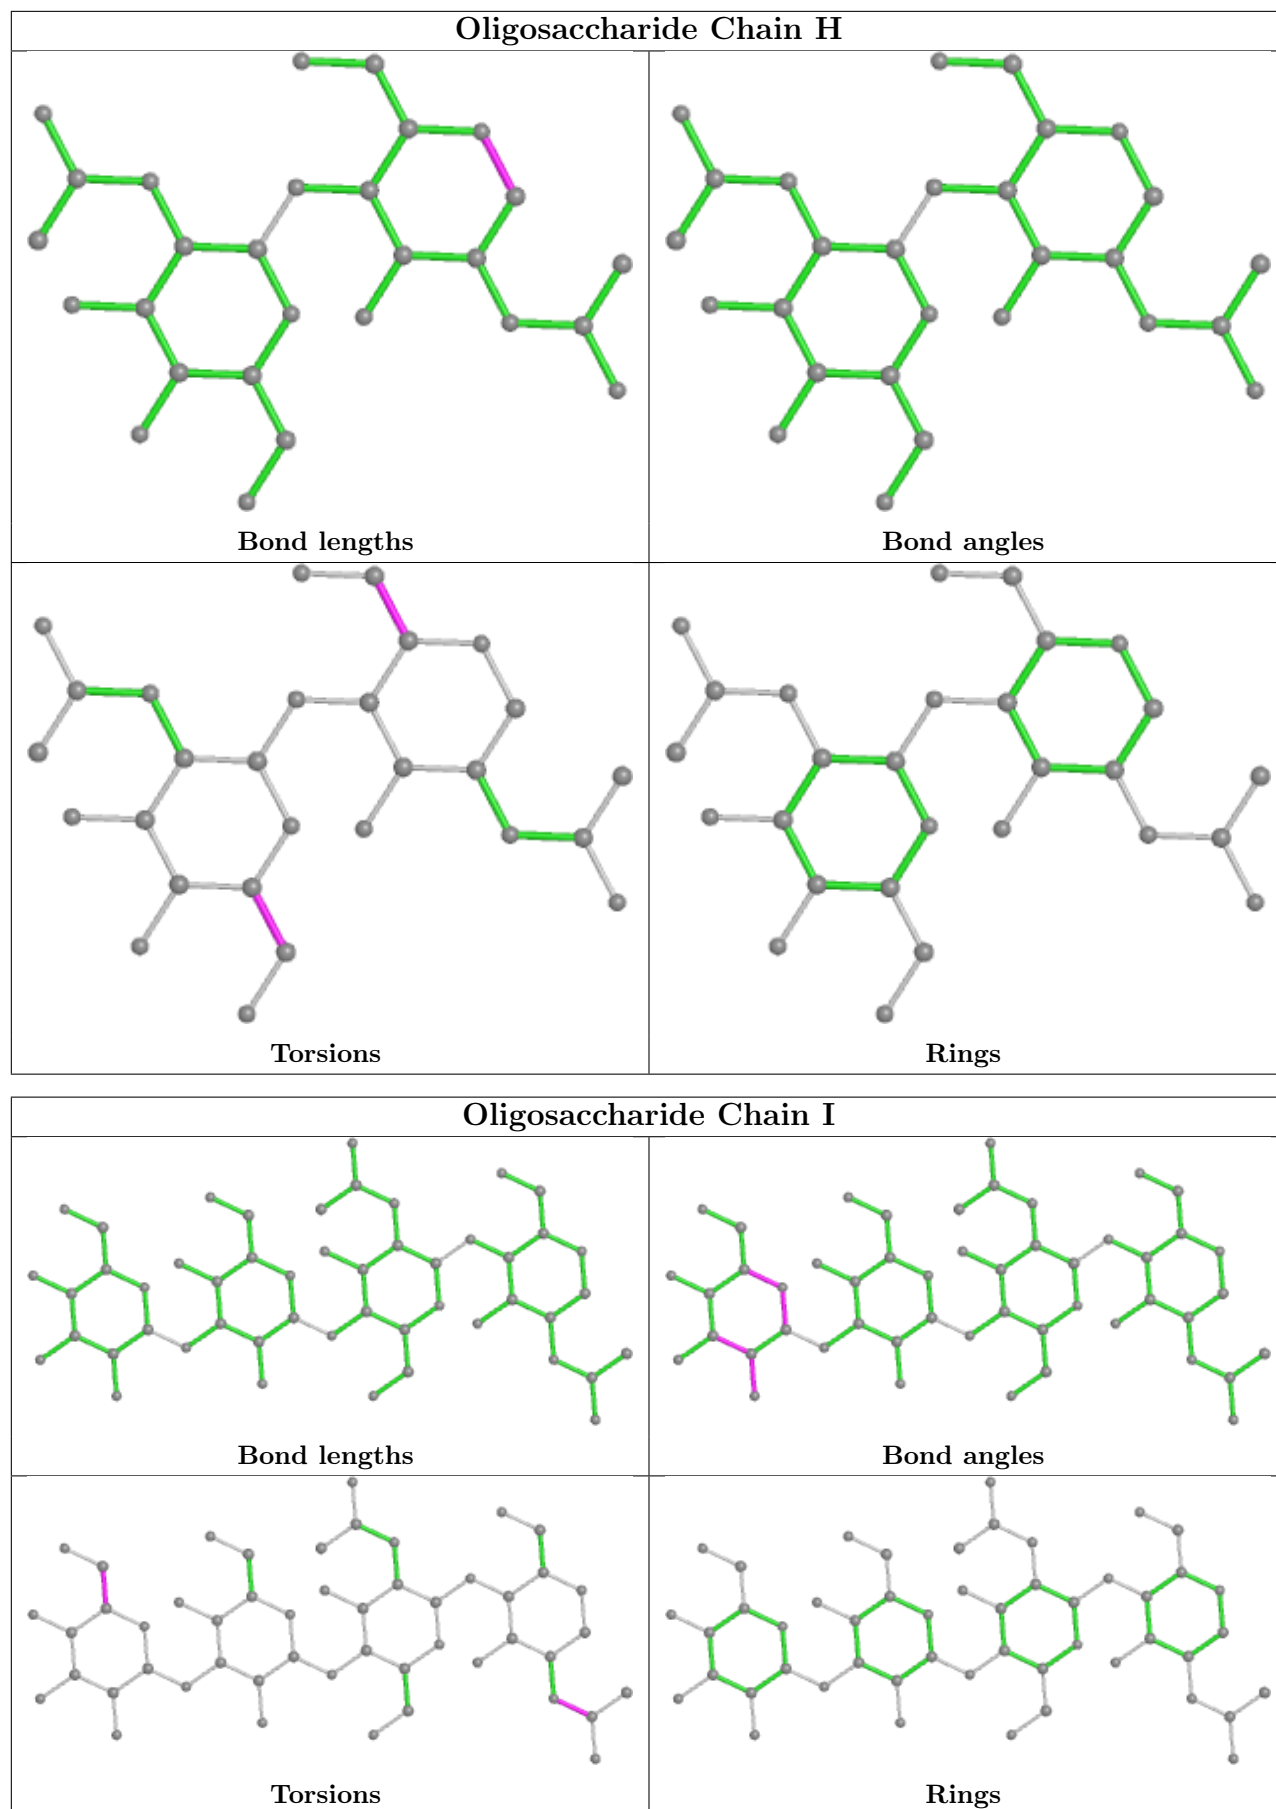 Oligosaccharide Chain H
Bond lengths
Bond angles
Torsions
Rings
Oligosaccharide Chain I
Bond lengths
Bond angles
Torsions
Rings